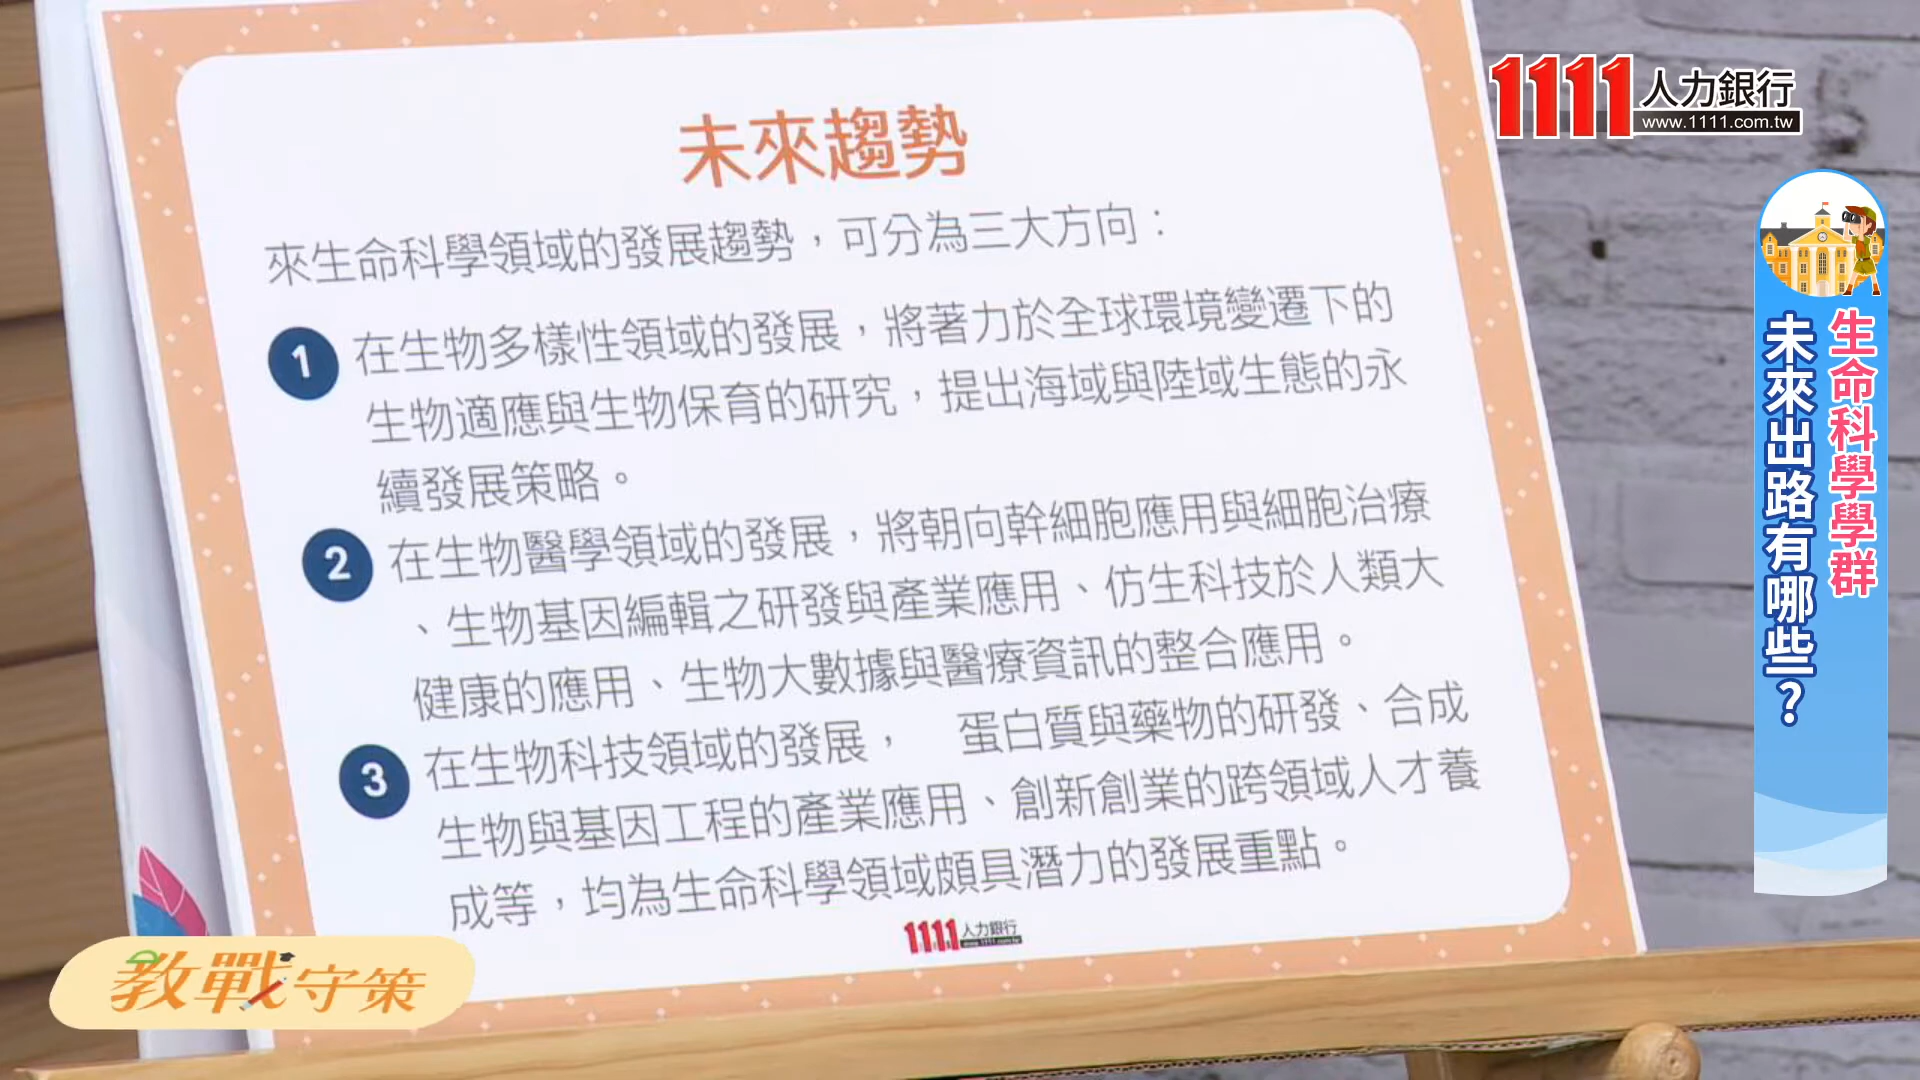 未來趨勢
來生命科學領域的發展趨勢，可分為三大方向：
1 在生物多樣性領域的發展，將著力於全球環境變遷下的
生物適應與生物保育的研究，提出海域與陸域生態的永
續發展策略。
2 在生物醫學領域的發展，將朝向幹細胞應用與細胞治療
、生物基因編輯之研發與產業應用、仿生科技於人類大
健康的應用、生物大數據與醫療資訊的整合應用。
3 在生物科技領域的發展， 蛋白質與藥物的研發、合成
生物與基因工程的產業應用、創新創業的跨領域人才養
成等，均為生命科學領域頗具潛力的發展重點。
1111 人力銀行
1111 人力銀行
www.1111.com.tw
生命科學學群
未來出路有哪些？
教戰守策